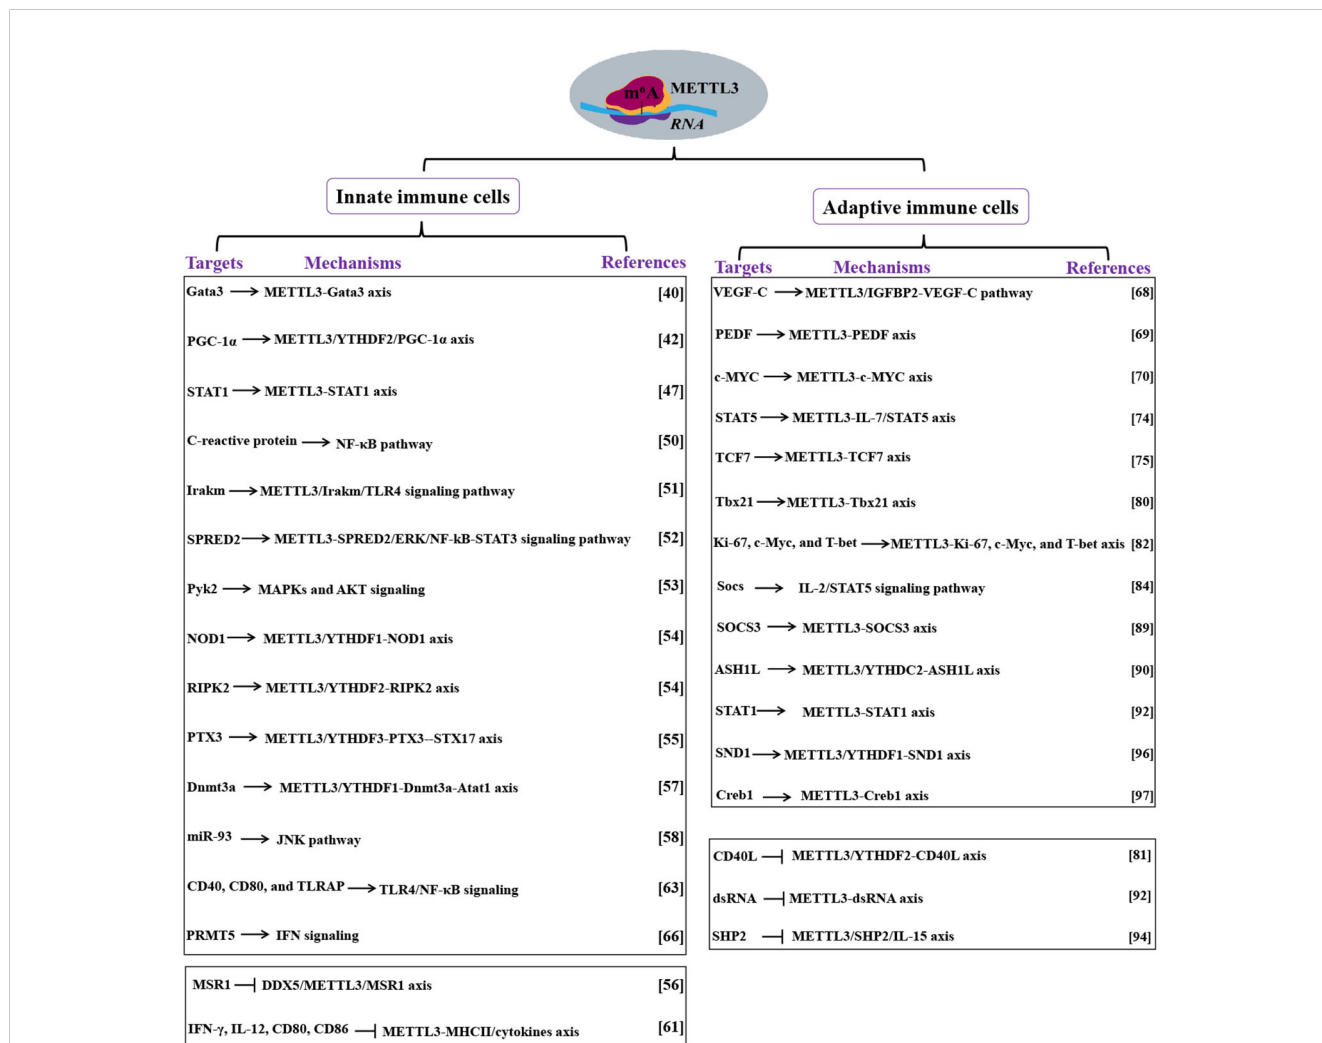 m⁶A METTL3
RNA
Innate immune cells
Targets Mechanisms References
Gata3 → METTL3-Gata3 axis [40]
PGC-1α → METTL3/YTHDF2/PGC-1α axis [42]
STAT1 → METTL3-STAT1 axis [47]
C-reactive protein → NF-κB pathway [50]
Irakm → METTL3/Irakm/TLR4 signaling pathway [51]
SPRED2 → METTL3-SPRED2/ERK/NF-kB-STAT3 signaling pathway [52]
Pyk2 → MAPKs and AKT signaling [53]
NOD1 → METTL3/YTHDF1-NOD1 axis [54]
RIPK2 → METTL3/YTHDF2-RIPK2 axis [54]
PTX3 → METTL3/YTHDF3-PTX3--STX17 axis [55]
Dnmt3a → METTL3/YTHDF1-Dnmt3a-Atat1 axis [57]
miR-93 → JNK pathway [58]
CD40, CD80, and TLRAP → TLR4/NF-κB signaling [63]
PRMT5 → IFN signaling [66]
MSR1 ⊣ DDX5/METTL3/MSR1 axis [56]
IFN-γ, IL-12, CD80, CD86 ⊣ METTL3-MHCII/cytokines axis [61]
Adaptive immune cells
Targets Mechanisms References
VEGF-C → METTL3/IGFBP2-VEGF-C pathway [68]
PEDF → METTL3-PEDF axis [69]
c-MYC → METTL3-c-MYC axis [70]
STAT5 → METTL3-IL-7/STAT5 axis [74]
TCF7 → METTL3-TCF7 axis [75]
Tbx21 → METTL3-Tbx21 axis [80]
Ki-67, c-Myc, and T-bet → METTL3-Ki-67, c-Myc, and T-bet axis [82]
Socs → IL-2/STAT5 signaling pathway [84]
SOCS3 → METTL3-SOCS3 axis [89]
ASH1L → METTL3/YTHDC2-ASH1L axis [90]
STAT1 → METTL3-STAT1 axis [92]
SND1 → METTL3/YTHDF1-SND1 axis [96]
Creb1 → METTL3-Creb1 axis [97]
CD40L ⊣ METTL3/YTHDF2-CD40L axis [81]
dsRNA ⊣ METTL3-dsRNA axis [92]
SHP2 ⊣ METTL3/SHP2/IL-15 axis [94]